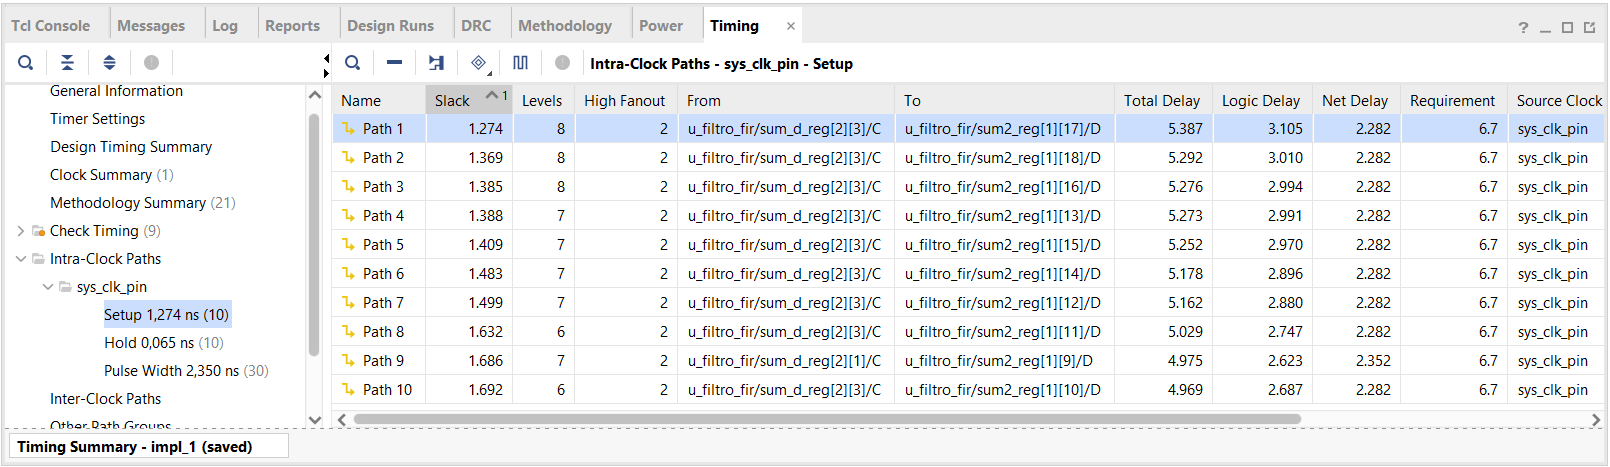 Tcl Console Messages Log Reports Design Runs DRC Methodology Power Timing
Intra-Clock Paths - sys_clk_pin - Setup
General Information
Timer Settings
Design Timing Summary
Clock Summary (1)
Methodology Summary (21)
Check Timing (9)
Intra-Clock Paths
sys_clk_pin
Setup 1,274 ns (10)
Hold 0,065 ns (10)
Pulse Width 2,350 ns (30)
Inter-Clock Paths
Other Path Groups
Name Slack 1 Levels High Fanout From To Total Delay Logic Delay Net Delay Requirement Source Clock
Path 1 1.274 8 2 u_filtro_fir/sum_d_reg[2][3]/C u_filtro_fir/sum2_reg[1][17]/D 5.387 3.105 2.282 6.7 sys_clk_pin
Path 2 1.369 8 2 u_filtro_fir/sum_d_reg[2][3]/C u_filtro_fir/sum2_reg[1][18]/D 5.292 3.010 2.282 6.7 sys_clk_pin
Path 3 1.385 8 2 u_filtro_fir/sum_d_reg[2][3]/C u_filtro_fir/sum2_reg[1][16]/D 5.276 2.994 2.282 6.7 sys_clk_pin
Path 4 1.388 7 2 u_filtro_fir/sum_d_reg[2][3]/C u_filtro_fir/sum2_reg[1][13]/D 5.273 2.991 2.282 6.7 sys_clk_pin
Path 5 1.409 7 2 u_filtro_fir/sum_d_reg[2][3]/C u_filtro_fir/sum2_reg[1][15]/D 5.252 2.970 2.282 6.7 sys_clk_pin
Path 6 1.483 7 2 u_filtro_fir/sum_d_reg[2][3]/C u_filtro_fir/sum2_reg[1][14]/D 5.178 2.896 2.282 6.7 sys_clk_pin
Path 7 1.499 7 2 u_filtro_fir/sum_d_reg[2][3]/C u_filtro_fir/sum2_reg[1][12]/D 5.162 2.880 2.282 6.7 sys_clk_pin
Path 8 1.632 6 2 u_filtro_fir/sum_d_reg[2][3]/C u_filtro_fir/sum2_reg[1][11]/D 5.029 2.747 2.282 6.7 sys_clk_pin
Path 9 1.686 7 2 u_filtro_fir/sum_d_reg[2][1]/C u_filtro_fir/sum2_reg[1][9]/D 4.975 2.623 2.352 6.7 sys_clk_pin
Path 10 1.692 6 2 u_filtro_fir/sum_d_reg[2][3]/C u_filtro_fir/sum2_reg[1][10]/D 4.969 2.687 2.282 6.7 sys_clk_pin
Timing Summary - impl_1 (saved)